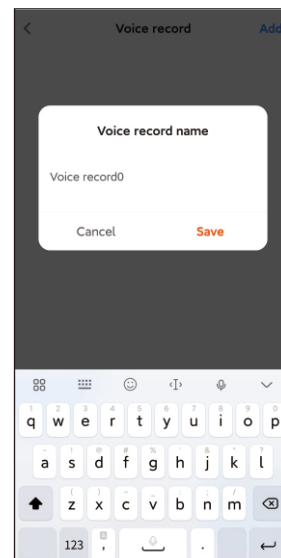 Voice record Add
Voice record name
Voice record0
Cancel Save
1 2 3 4 5 6 7 8 9 0
q w e r t y u i o p
a s d f g h j k l
z x c v b n m
123 , .